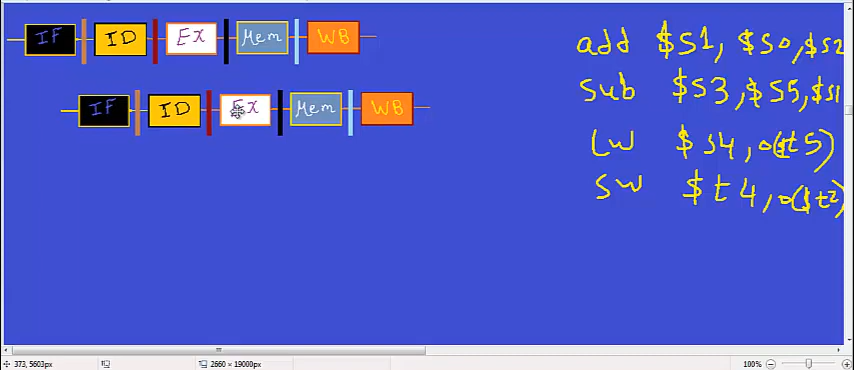 IF ID EX Mem WB
IF ID EX Mem WB
add $S1, $S0, $S2
sub $S3, $S5, $S1
LW $S4, 0($t5)
SW $t4, 0($t2)
373, 5603px
2660 × 19000px
100%